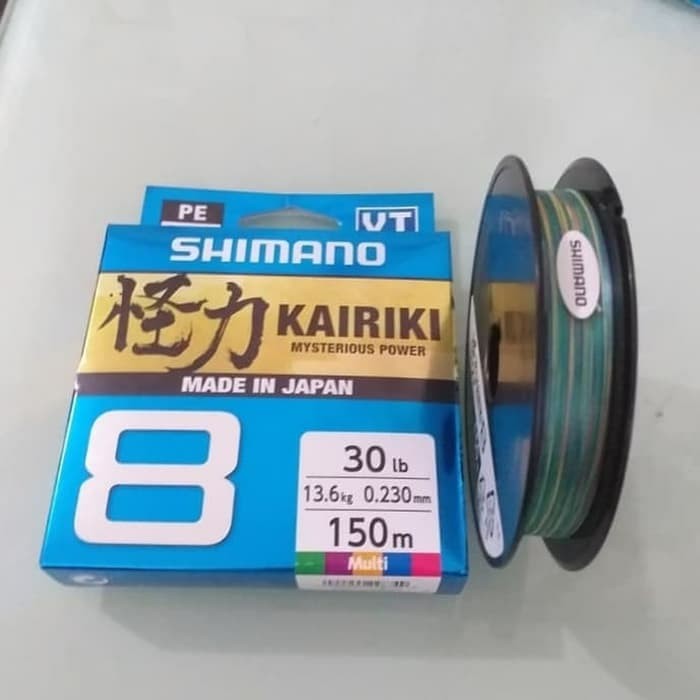 PE
VT
SHIMANO
怪力 KAIRIKI
MYSTERIOUS POWER
MADE IN JAPAN
8
30 lb
13.6kg 0.230mm
150m
Multi
SHIMANO